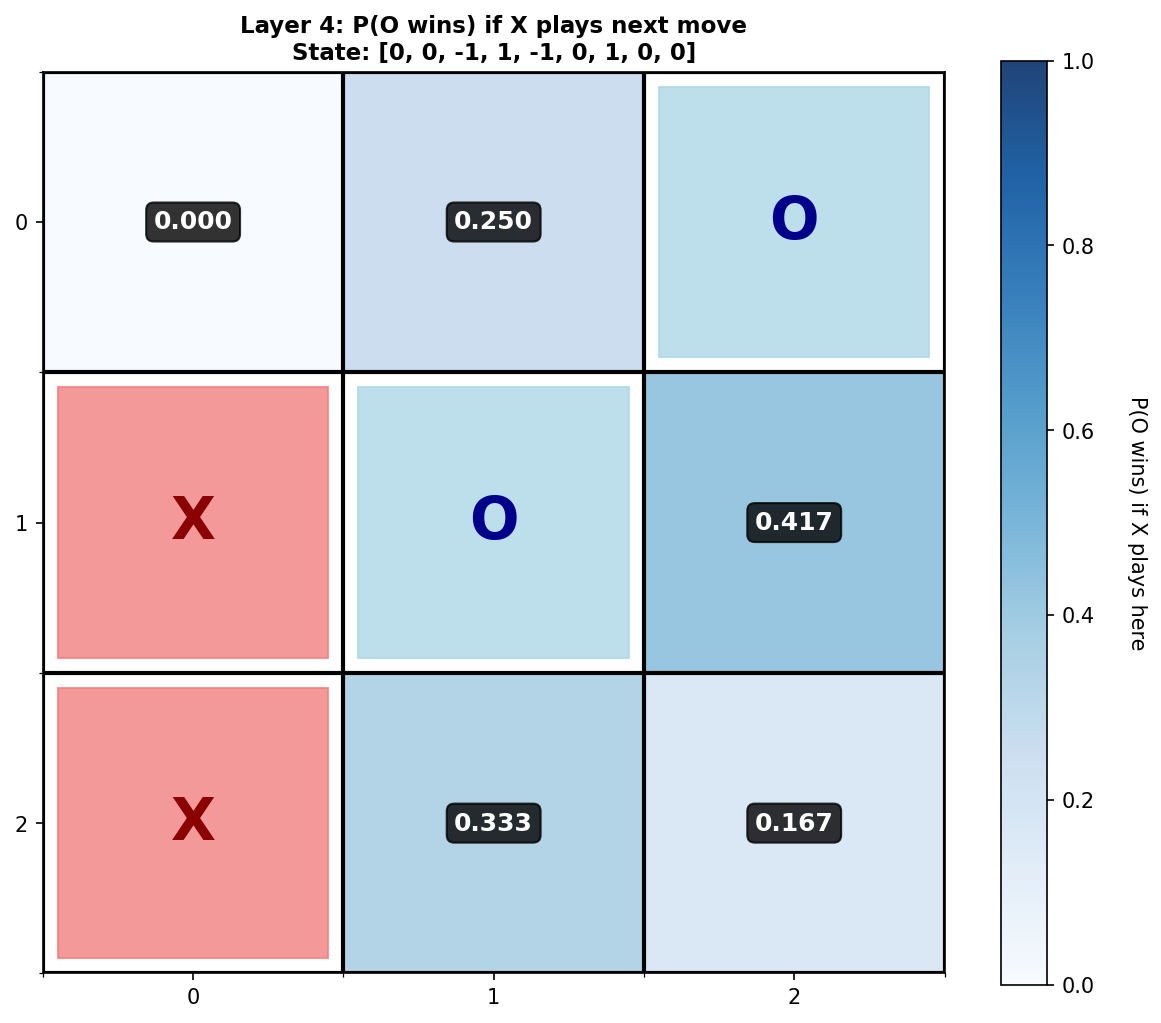 Layer 4: P(O wins) if X plays next move
State: [0, 0, -1, 1, -1, 0, 1, 0, 0]
0
0.000
0.250
O
1
X
O
0.417
2
X
0.333
0.167
0
1
2
1.0
0.8
0.6
0.4
0.2
0.0
P(O wins) if X plays here